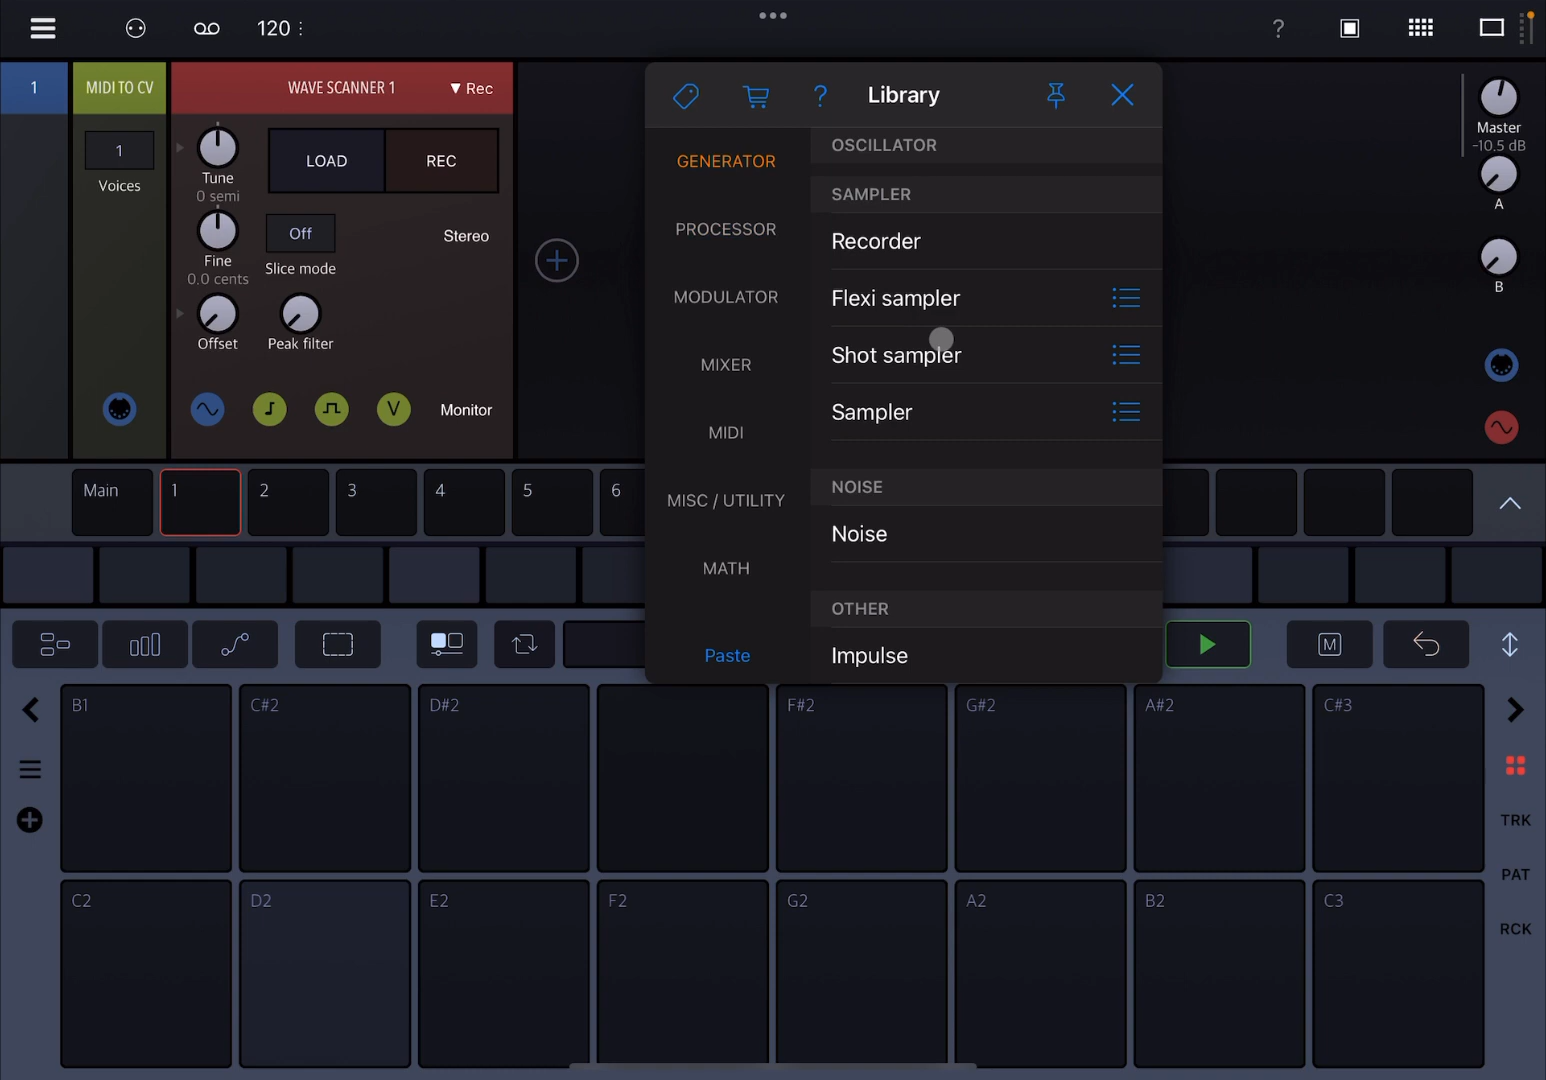 120
?
1
MIDI TO CV
WAVE SCANNER 1
▼ Rec
1
Voices
Tune
0 semi
LOAD
REC
Fine
0.0 cents
Off
Slice mode
Stereo
Offset
Peak filter
V
Monitor
?
Library
GENERATOR
PROCESSOR
MODULATOR
MIXER
MIDI
MISC / UTILITY
MATH
Paste
OSCILLATOR
SAMPLER
Recorder
Flexi sampler
Shot sampler
Sampler
NOISE
Noise
OTHER
Impulse
Master
-10.5 dB
A
B
Main
1
2
3
4
5
6
M
B1
C#2
D#2
F#2
G#2
A#2
C#3
C2
D2
E2
F2
G2
A2
B2
C3
TRK
PAT
RCK